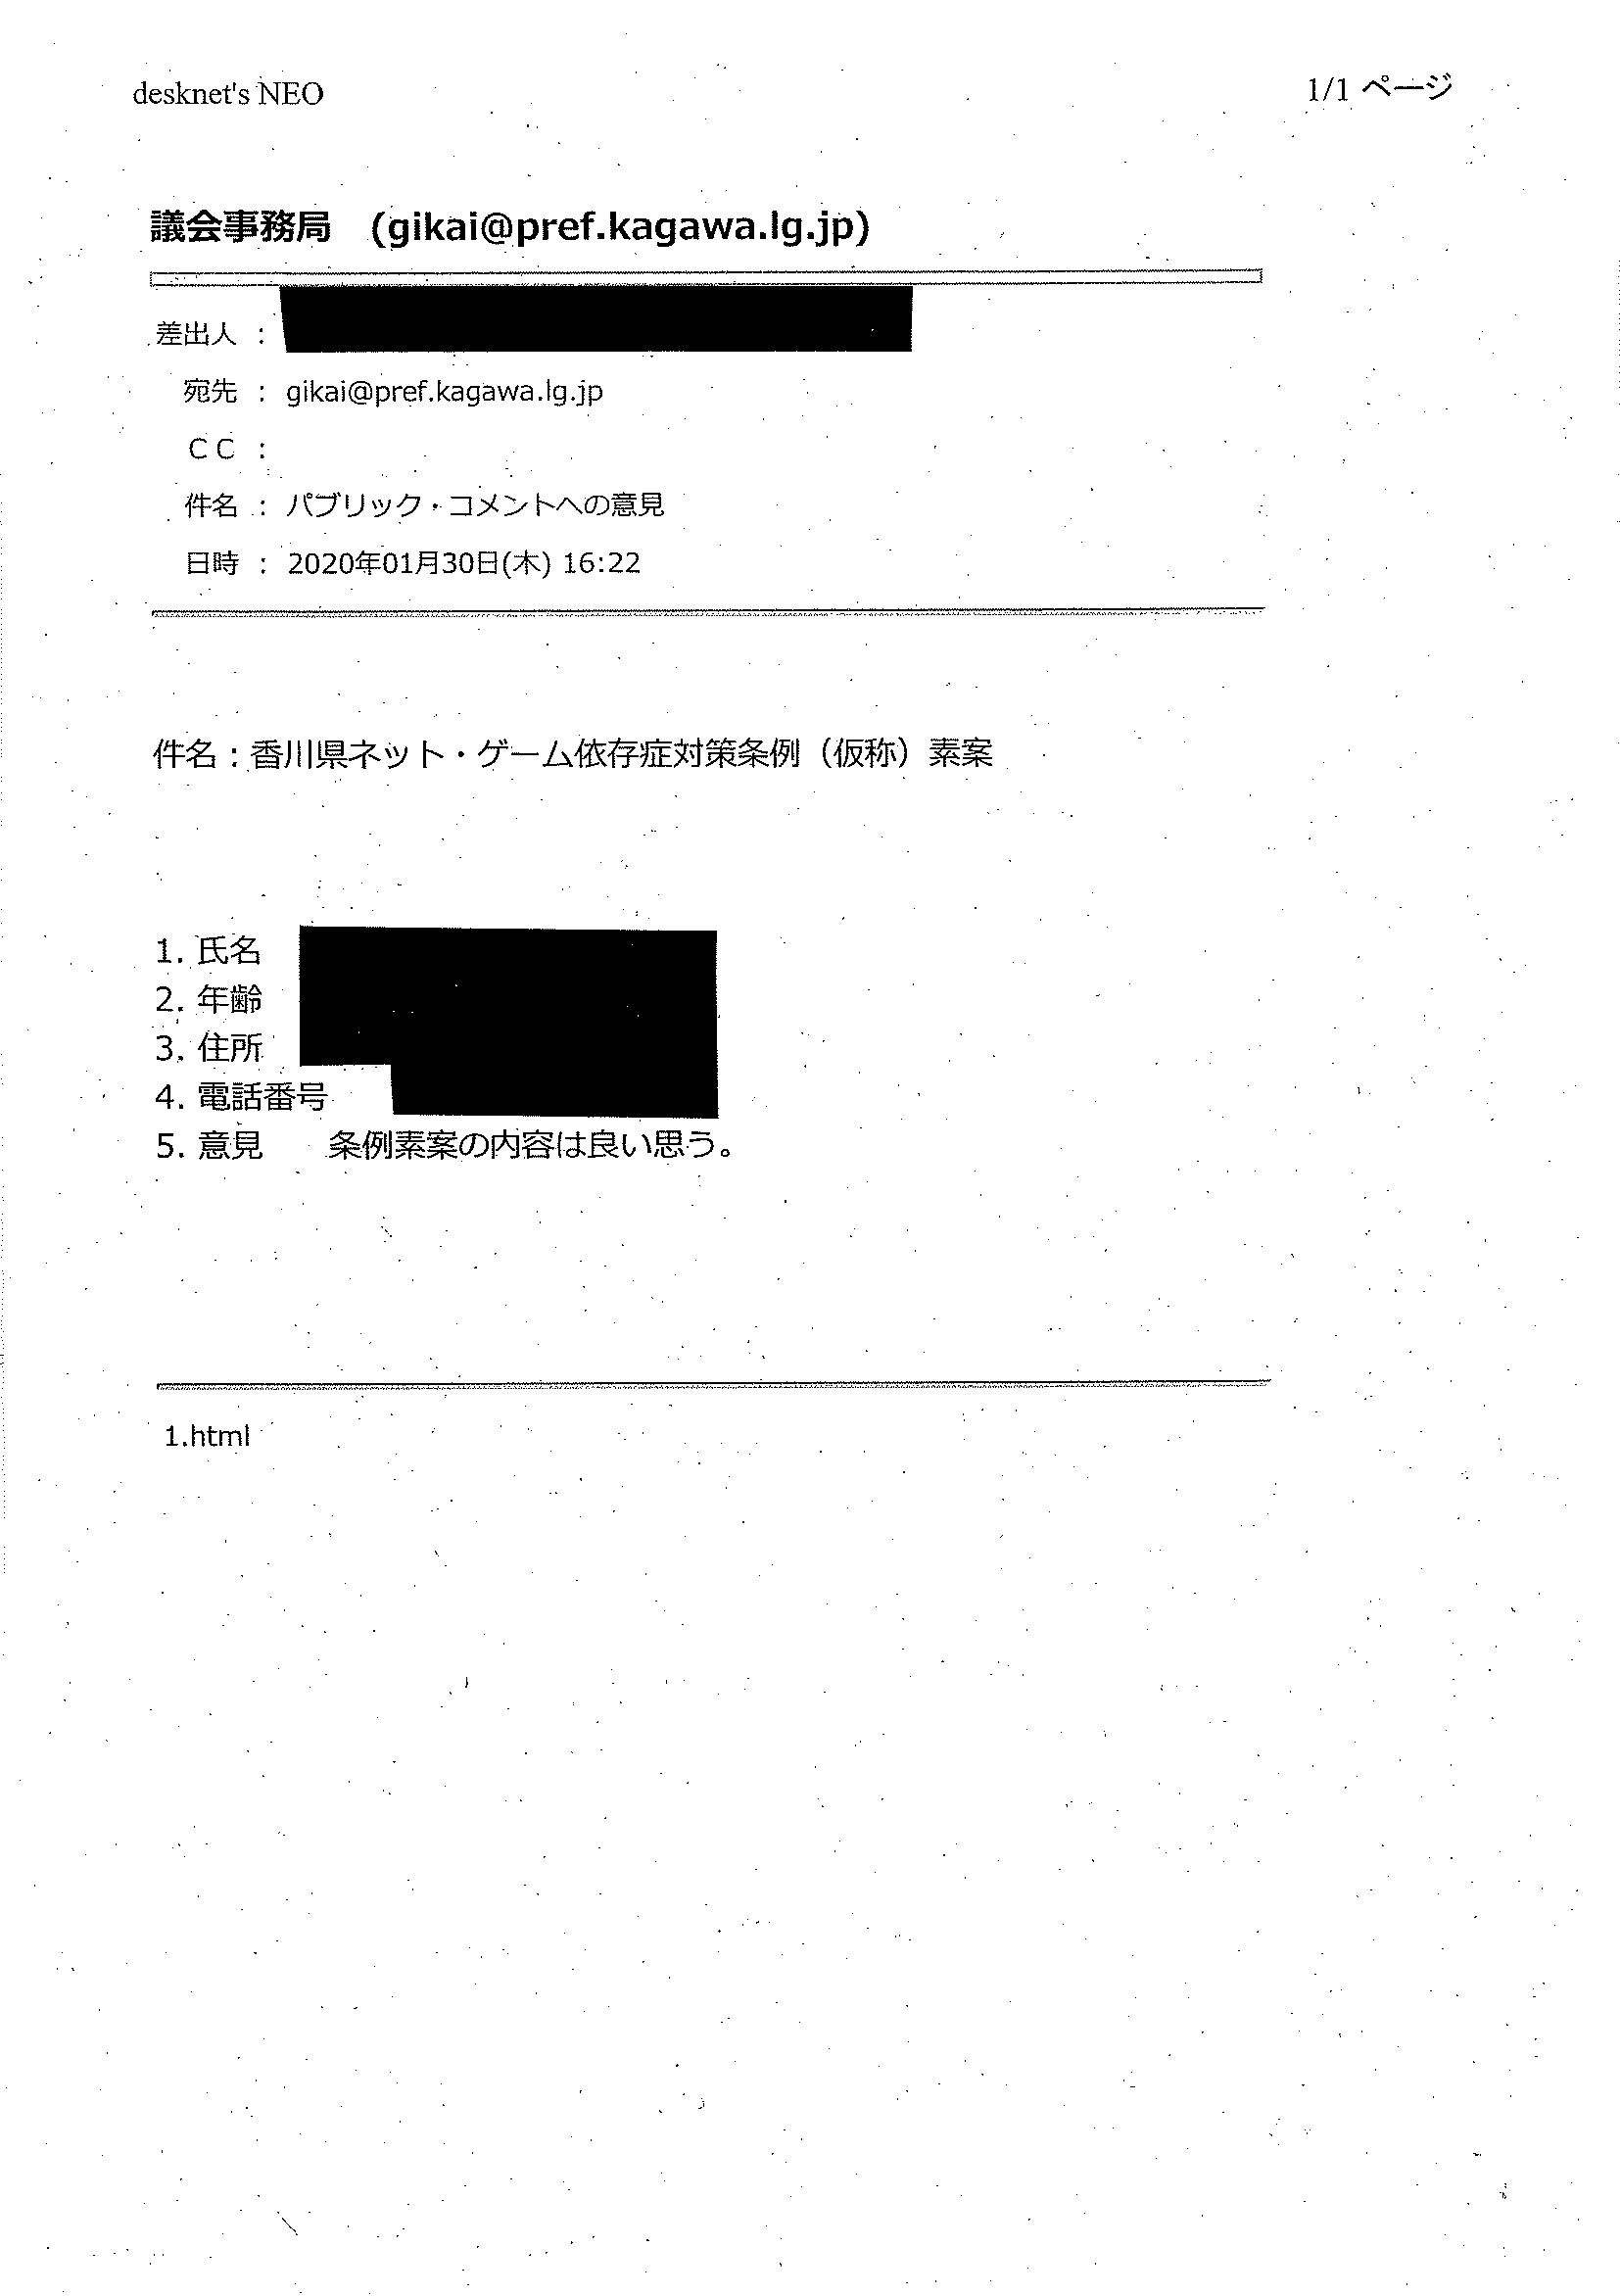 desknet's NEO
1/1 ページ
議会事務局 (gikai@pref.kagawa.lg.jp)
差出人 :
宛先 : gikai@pref.kagawa.lg.jp
ＣＣ :
件名 : パブリック・コメントへの意見
日時 : 2020年01月30日(木) 16:22
件名：香川県ネット・ゲーム依存症対策条例（仮称）素案
1. 氏名
2. 年齢
3. 住所
4. 電話番号
5. 意見　　条例素案の内容は良い思う。
1.html